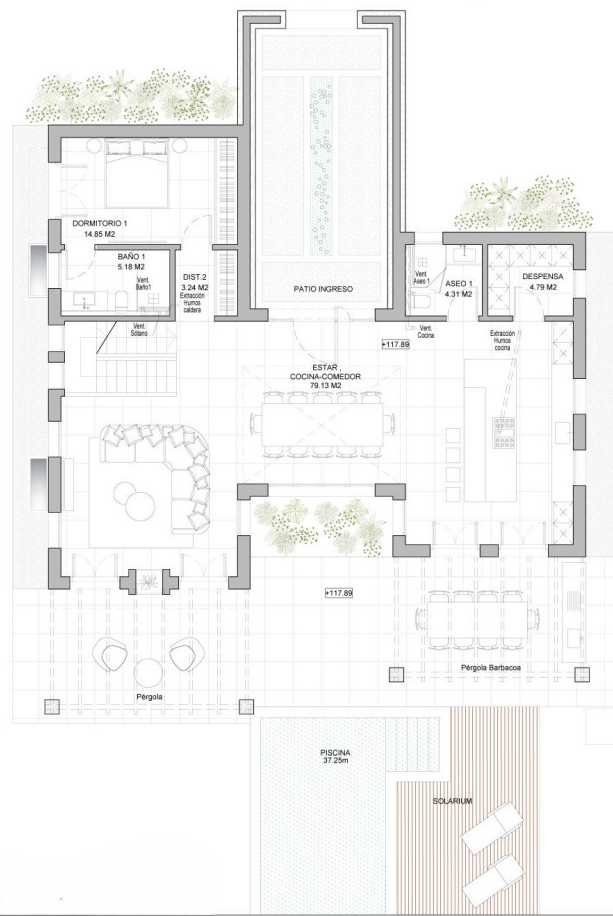 DORMITORIO 1
14.85 M2
BAÑO 1
5.18 M2
Vent.
Baño1
DIST.2
3.24 M2
Extracción
Humos
caldera
PATIO INGRESO
Vent.
Aseo 1
ASEO 1
4.31 M2
DESPENSA
4.79 M2
Vent.
Sótano
+117.89
Vent.
Cocina
Extracción
Humos
cocina
ESTAR ,
COCINA-COMEDOR
79.13 M2
+117.89
Pérgola
Pérgola Barbacoa
PISCINA
37.25m
SOLARIUM